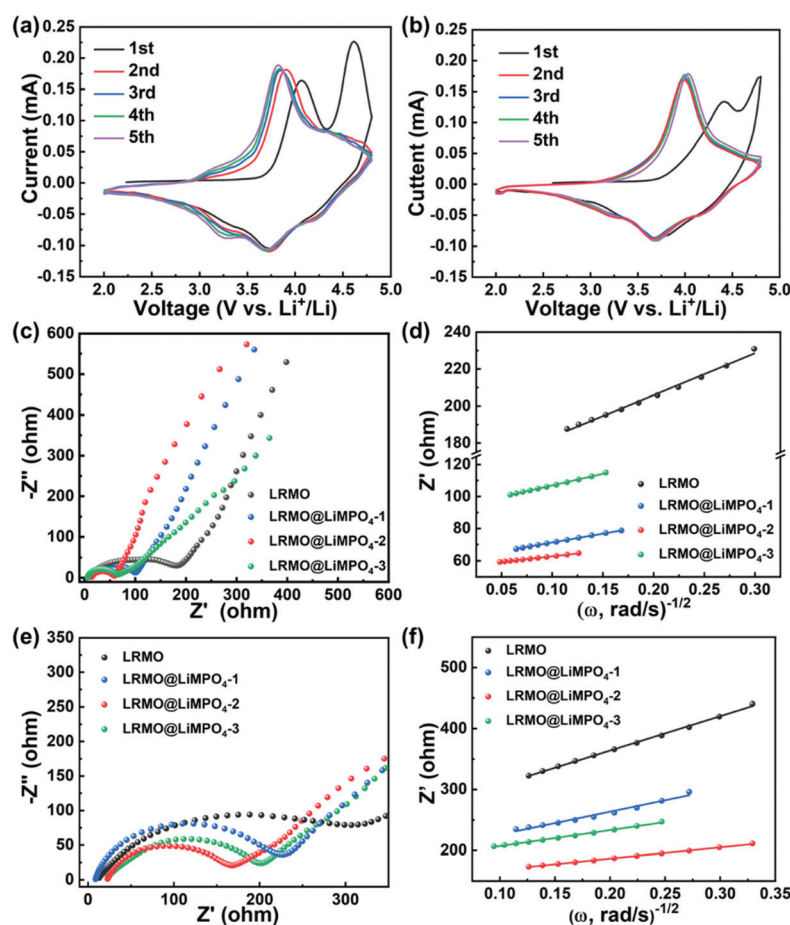 (a)
1st
2nd
3rd
4th
5th
Current (mA)
0.25
0.20
0.15
0.10
0.05
0.00
-0.05
-0.10
0.15
2.0 2.5 3.0 3.5 4.0 4.5 5.0
Voltage (V vs. Li⁺/Li)
(b)
1st
2nd
3rd
4th
5th
Cuttent (mA)
0.25
0.20
0.15
0.10
0.05
0.00
-0.05
-0.10
0.15
2.0 2.5 3.0 3.5 4.0 4.5 5.0
Voltage (V vs. Li⁺/Li)
(c)
-Z" (ohm)
600
500
400
300
200
100
0
LRMO
LRMO@LiMPO₄-1
LRMO@LiMPO₄-2
LRMO@LiMPO₄-3
0 100 200 300 400 500 600
Z' (ohm)
(d)
Z' (ohm)
240
220
200
180
120
100
80
60
LRMO
LRMO@LiMPO₄-1
LRMO@LiMPO₄-2
LRMO@LiMPO₄-3
0.05 0.10 0.15 0.20 0.25 0.30
(ω, rad/s)⁻¹/²
(e)
-Z" (ohm)
350
300
250
200
150
100
50
0
LRMO
LRMO@LiMPO₄-1
LRMO@LiMPO₄-2
LRMO@LiMPO₄-3
0 100 200 300
Z' (ohm)
(f)
Z' (ohm)
500
400
300
200
LRMO
LRMO@LiMPO₄-1
LRMO@LiMPO₄-2
LRMO@LiMPO₄-3
0.10 0.15 0.20 0.25 0.30 0.35
(ω, rad/s)⁻¹/²